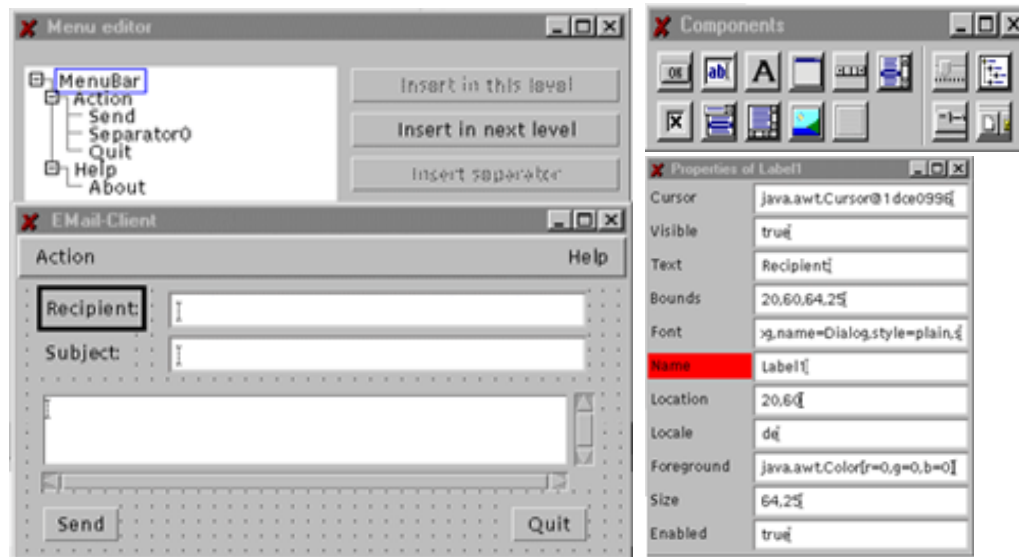 Menu editor
MenuBar
Action
Send
Separator0
Quit
Help
About
Insert in this level
Insert in next level
Insert separator
EMail-Client
Action Help
Recipient:
Subject:
Send Quit
Components
OK ab A
Properties of Label1
Cursor java.awt.Cursor@1dce0996
Visible true
Text Recipient:
Bounds 20,60,64,25
Font g,name=Dialog,style=plain,s
Name Label1
Location 20,60
Locale de
Foreground java.awt.Color[r=0,g=0,b=0]
Size 64,25
Enabled true